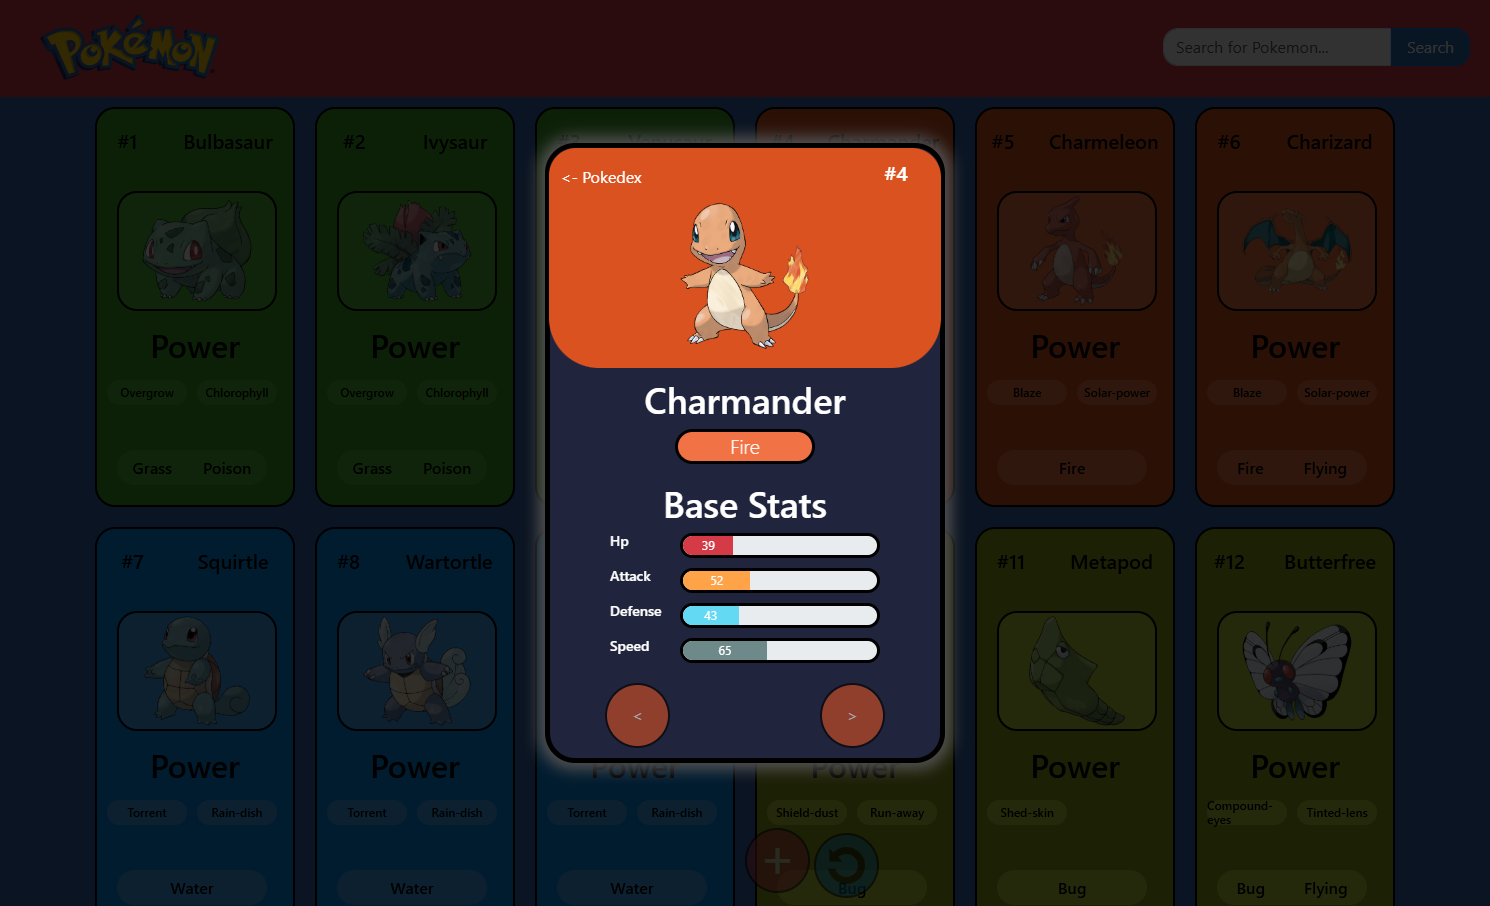 POKéMON
Search for Pokemon...
Search
#1 Bulbasaur
#2 Ivysaur
#3 Venusaur
#4 Charmander
#5 Charmeleon
#6 Charizard
<- Pokedex
#4
Charmander
Fire
Base Stats
Hp 39
Attack 52
Defense 43
Speed 65
< >
Power
Overgrow Chlorophyll
Grass Poison
Power
Overgrow Chlorophyll
Grass Poison
Power
Blaze Solar-power
Fire
Power
Blaze Solar-power
Fire Flying
#7 Squirtle
#8 Wartortle
#11 Metapod
#12 Butterfree
Power
Torrent Rain-dish
Water
Power
Torrent Rain-dish
Water
Power
Torrent Rain-dish
Water
Power
Shield-dust Run-away
Bug
Power
Shed-skin
Bug
Power
Compound-
eyes Tinted-lens
Bug Flying